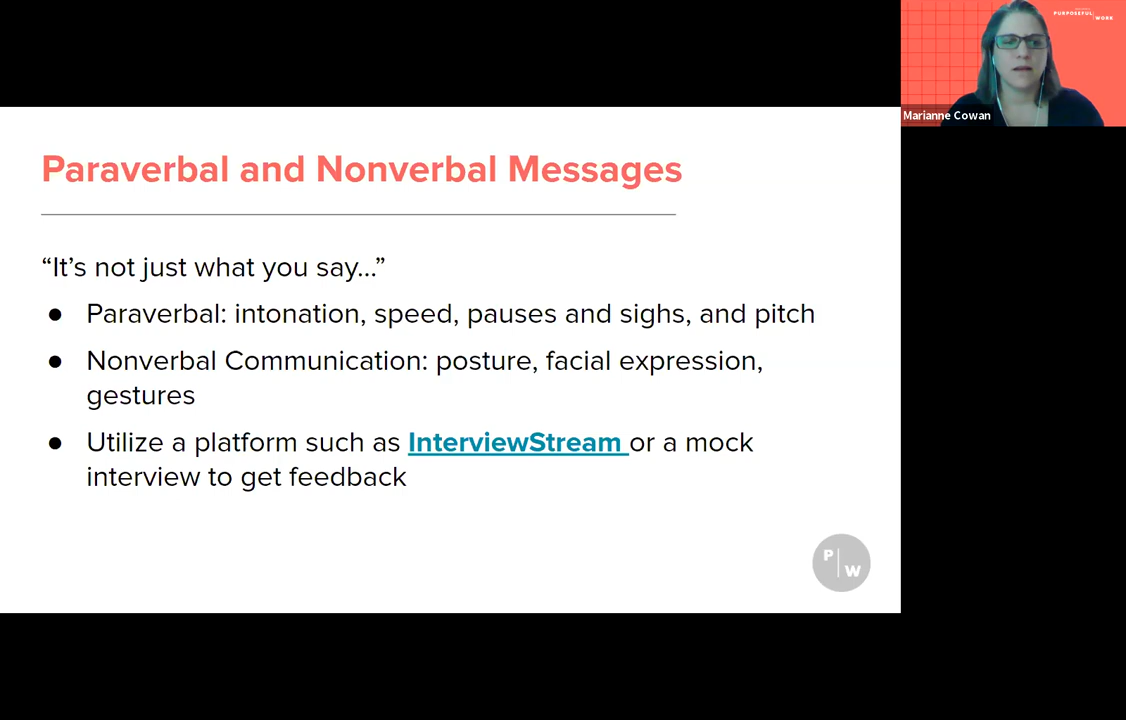 PURPOSEFUL WORK
Marianne Cowan
Paraverbal and Nonverbal Messages
“It’s not just what you say...”
● Paraverbal: intonation, speed, pauses and sighs, and pitch
● Nonverbal Communication: posture, facial expression,
gestures
● Utilize a platform such as InterviewStream or a mock
interview to get feedback
P W